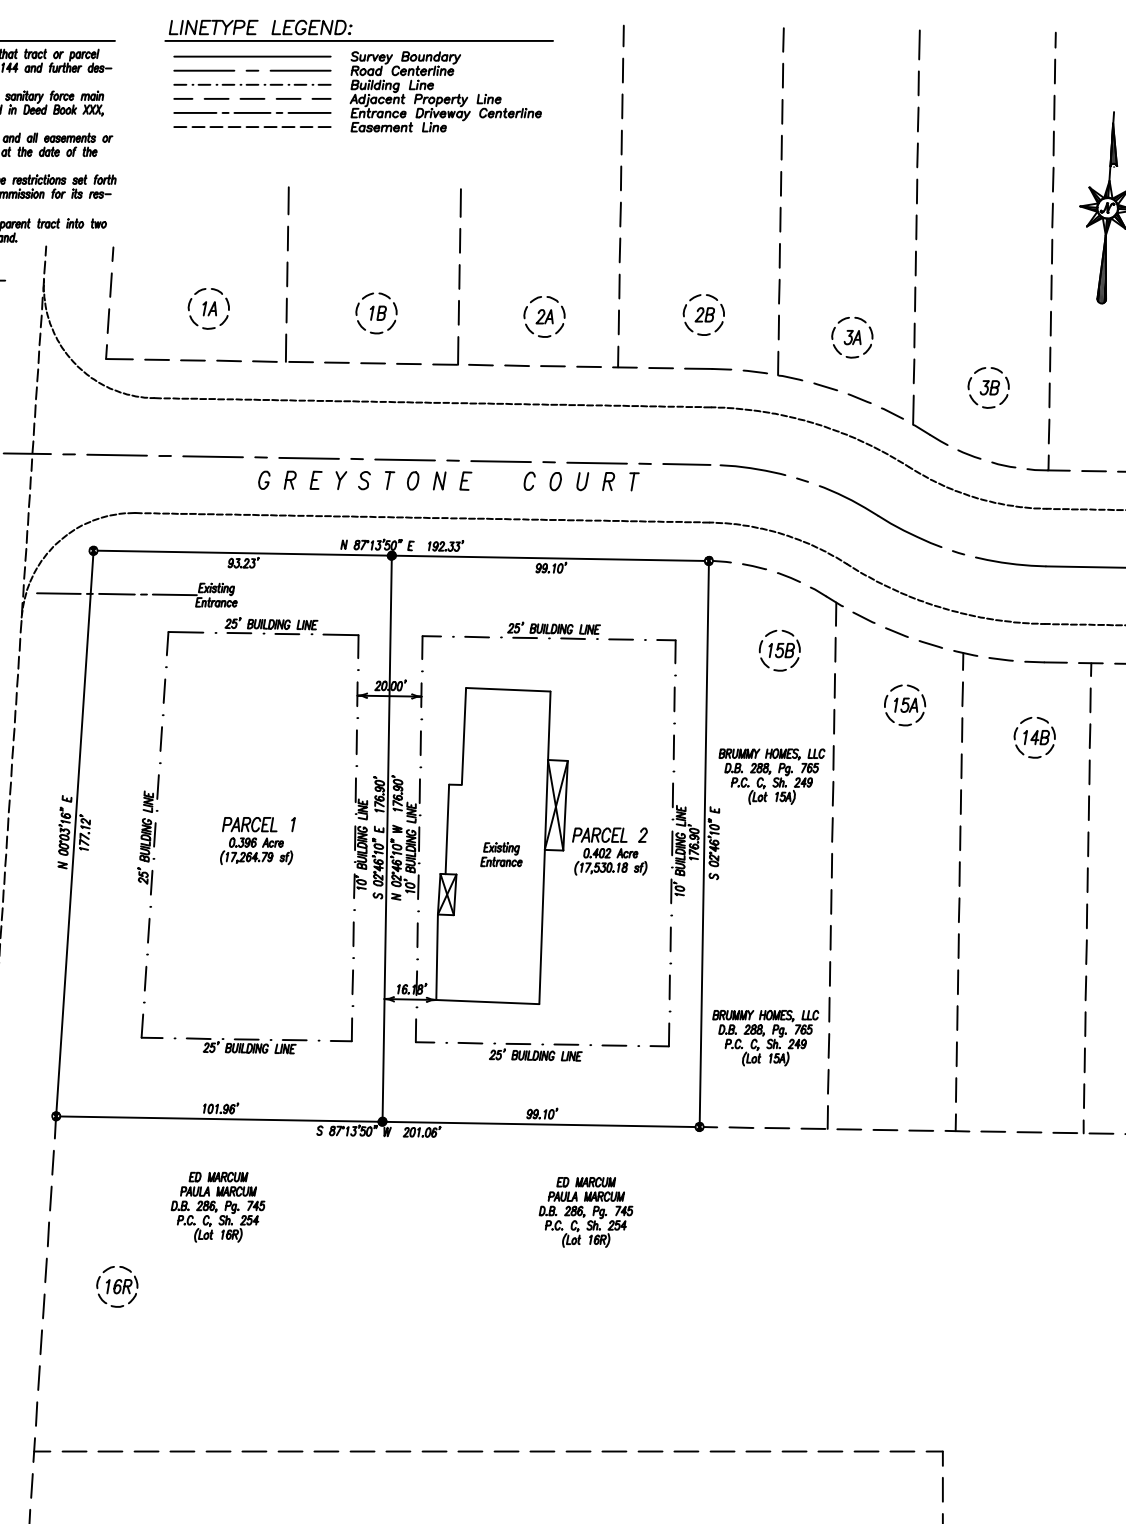 that tract or parcel
144 and further des-
sanitary force main
in Deed Book XXX,
and all easements or
at the date of the
restrictions set forth
mmission for its res-
parent tract into two
and.
LINETYPE LEGEND:
Survey Boundary
Road Centerline
Building Line
Adjacent Property Line
Entrance Driveway Centerline
Easement Line
N
1A
1B
2A
2B
3A
3B
GREYSTONE COURT
N 87°13'50" E 192.33'
93.23'
99.10'
Existing
Entrance
25' BUILDING LINE
25' BUILDING LINE
20.00'
15B
15A
14B
BRUMMY HOMES, LLC
D.B. 288, Pg. 765
P.C. C, Sh. 249
(Lot 15A)
N 00°03'16" E
177.12'
25' BUILDING LINE
PARCEL 1
0.396 Acre
(17,264.79 sf)
10' BUILDING LINE
S 02°46'10" E 176.90'
N 02°46'10" W 176.90'
10' BUILDING LINE
Existing
Entrance
PARCEL 2
0.402 Acre
(17,530.18 sf)
10' BUILDING LINE
176.90'
S 02°46'10" E
16.18'
BRUMMY HOMES, LLC
D.B. 288, Pg. 765
P.C. C, Sh. 249
(Lot 15A)
25' BUILDING LINE
25' BUILDING LINE
101.96'
99.10'
S 87°13'50" W 201.06'
ED MARCUM
PAULA MARCUM
D.B. 286, Pg. 745
P.C. C, Sh. 254
(Lot 16R)
ED MARCUM
PAULA MARCUM
D.B. 286, Pg. 745
P.C. C, Sh. 254
(Lot 16R)
16R